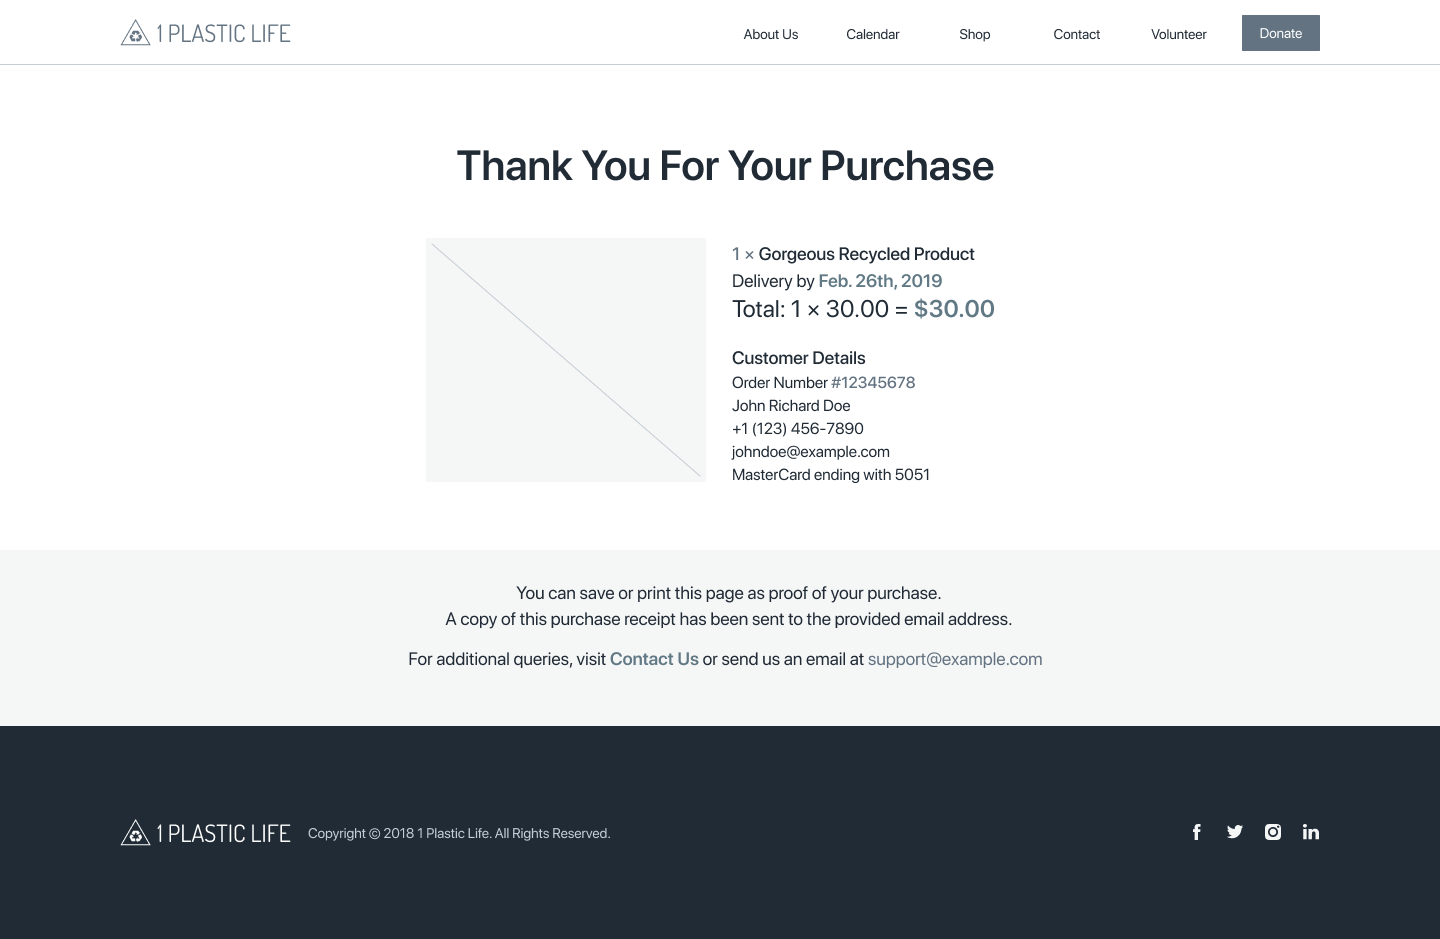 1 PLASTIC LIFE
About Us
Calendar
Shop
Contact
Volunteer
Donate
Thank You For Your Purchase
1 × Gorgeous Recycled Product
Delivery by Feb. 26th, 2019
Total: 1 × 30.00 = $30.00
Customer Details
Order Number #12345678
John Richard Doe
+1 (123) 456-7890
johndoe@example.com
MasterCard ending with 5051
You can save or print this page as proof of your purchase.
A copy of this purchase receipt has been sent to the provided email address.
For additional queries, visit Contact Us or send us an email at support@example.com
1 PLASTIC LIFE
Copyright © 2018 1 Plastic Life. All Rights Reserved.